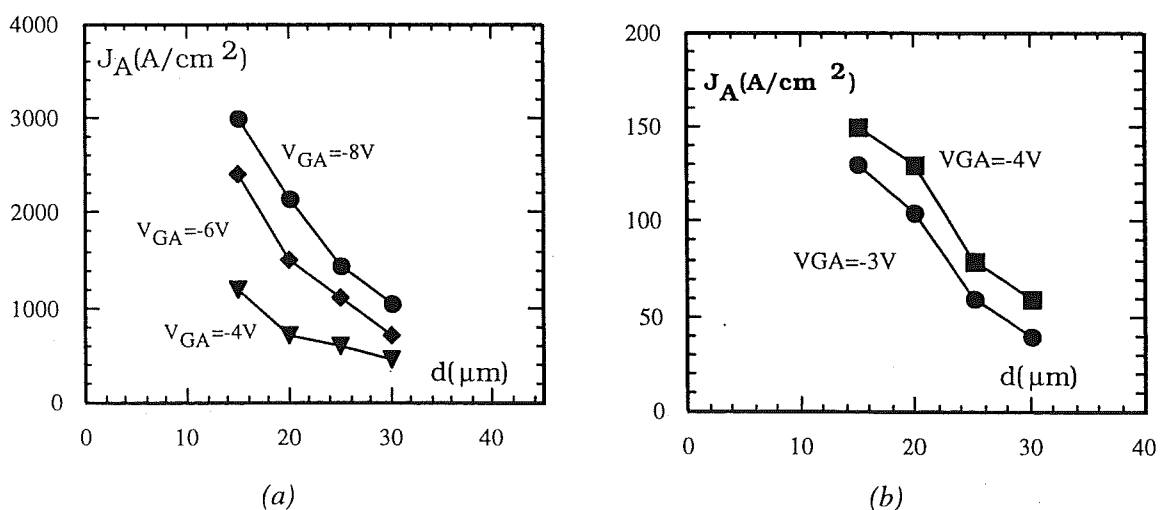 4000
J_A(A/cm 2)
3000
V_GA=-8V
2000
V_GA=-6V
1000
V_GA=-4V
d(μm)
0
0 10 20 30 40
(a)
200
J_A(A/cm 2)
150
VGA=-4V
100
VGA=-3V
50
d(μm)
0
0 10 20 30 40
(b)